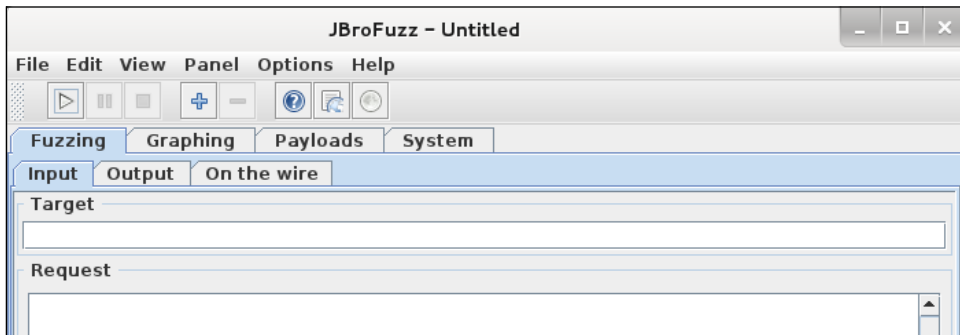 JBroFuzz – Untitled
File Edit View Panel Options Help
Fuzzing Graphing Payloads System
Input Output On the wire
Target
Request